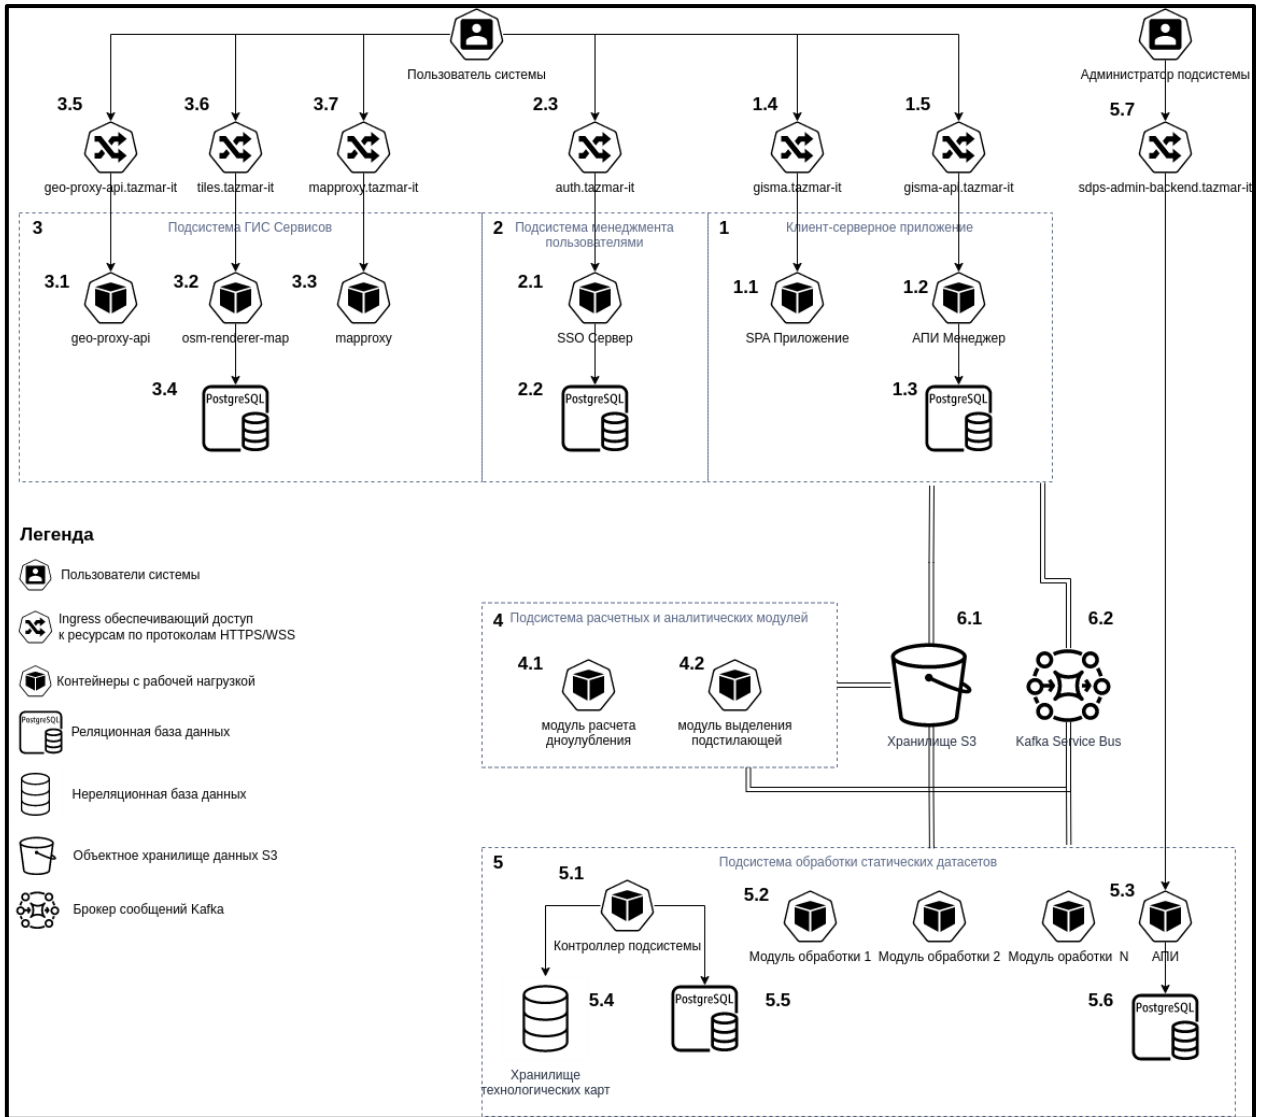 Пользователь системы
Администратор подсистемы
3.5
3.6
3.7
2.3
1.4
1.5
5.7
geo-proxy-api.tazmar-it
tiles.tazmar-it
mapproxy.tazmar-it
auth.tazmar-it
gisma.tazmar-it
gisma-api.tazmar-it
sdps-admin-backend.tazmar-it
3
Подсистема ГИС Сервисов
2
Подсистема менеджмента
пользователями
1
Клиент-серверное приложение
3.1
3.2
3.3
2.1
1.1
1.2
geo-proxy-api
osm-renderer-map
mapproxy
SSO Сервер
SPA Приложение
АПИ Менеджер
3.4
PostgreSQL
2.2
PostgreSQL
1.3
PostgreSQL
Легенда
Пользователи системы
Ingress обеспечивающий доступ
к ресурсам по протоколам HTTPS/WSS
Контейнеры с рабочей нагрузкой
PostgreSQL
Реляционная база данных
Нереляционная база данных
Объектное хранилище данных S3
Брокер сообщений Kafka
4
Подсистема расчетных и аналитических модулей
4.1
4.2
модуль расчета
дноулубления
модуль выделения
подстилающей
6.1
6.2
Хранилище S3
Kafka Service Bus
5
Подсистема обработки статических датасетов
5.1
5.2
5.3
Контроллер подсистемы
Модуль обработки 1
Модуль обработки 2
Модуль оработки N
АПИ
5.4
PostgreSQL
5.5
5.6
PostgreSQL
Хранилище
технологических карт